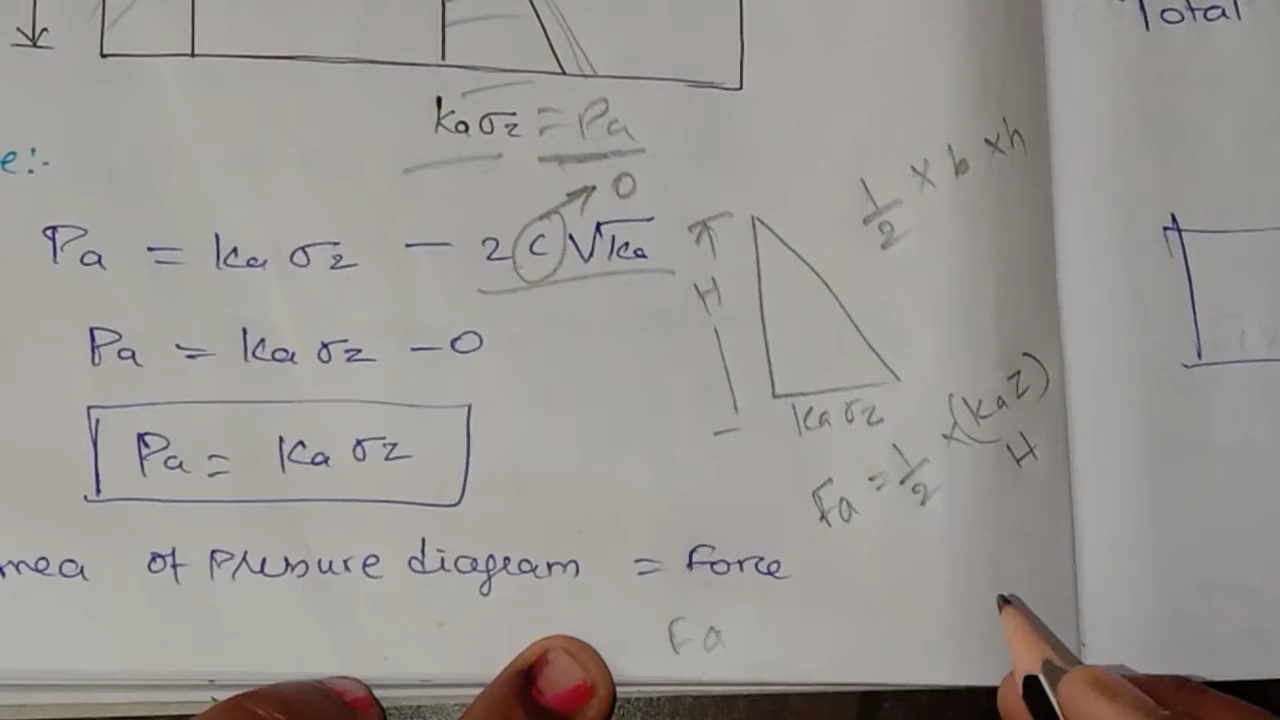 Total
kaσz = Pa
e:-
0
1/2 × b × h
Pa = kaσz - 2c√ka
H
Pa = kaσz - 0
kaσz
Pa = kaσz
Fa = 1/2 × (kaz)
H
of pressure diagram = Force
Fa